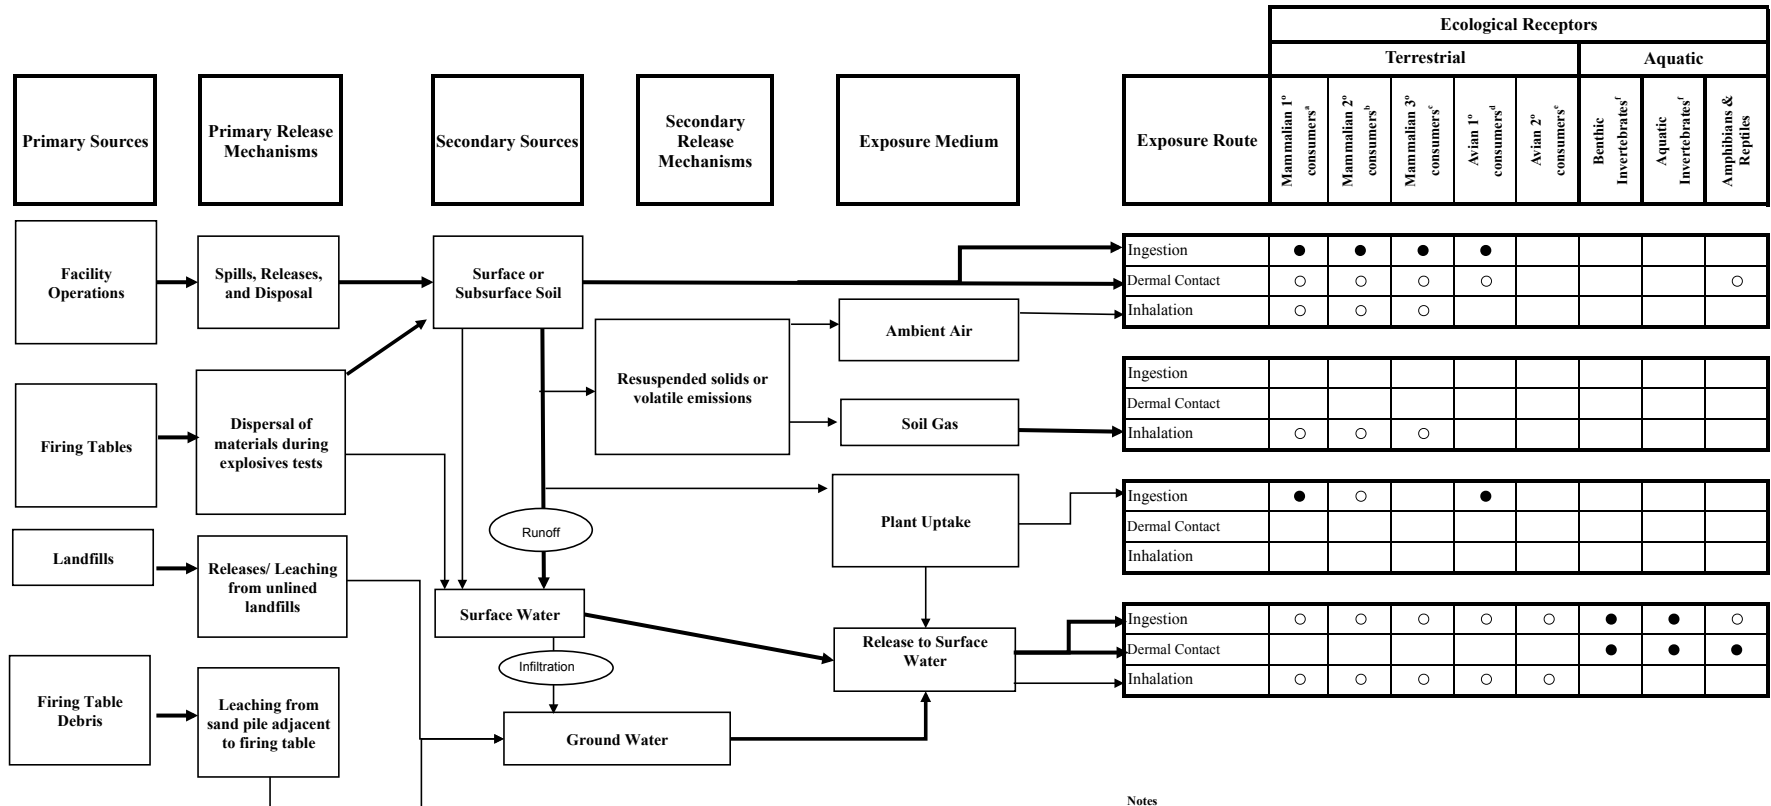 Ecological Receptors
Terrestrial
Aquatic
Primary Sources
Primary Release
Mechanisms
Secondary Sources
Secondary
Release
Mechanisms
Exposure Medium
Exposure Route
Mammalian 1º
consumersᵃ
Mammalian 2º
consumersᵇ
Mammalian 3º
consumersᶜ
Avian 1º
consumersᵈ
Avian 2º
consumersᵉ
Benthic
Invertebratesᶠ
Aquatic
Invertebratesᶠ
Amphibians &
Reptiles
Facility
Operations
Spills, Releases,
and Disposal
Surface or
Subsurface Soil
Ingestion ● ● ● ●
Dermal Contact ○ ○ ○ ○ ○
Inhalation ○ ○ ○
Ambient Air
Resuspended solids or
volatile emissions
Soil Gas
Ingestion
Dermal Contact
Inhalation ○ ○ ○
Firing Tables
Dispersal of
materials during
explosives tests
Plant Uptake
Ingestion ● ○ ●
Dermal Contact
Inhalation
Runoff
Landfills
Releases/ Leaching
from unlined
landfills
Surface Water
Infiltration
Release to Surface
Water
Ingestion ○ ○ ○ ○ ○ ● ● ○
Dermal Contact ● ● ●
Inhalation ○ ○ ○ ○ ○
Firing Table
Debris
Leaching from
sand pile adjacent
to firing table
Ground Water
Notes